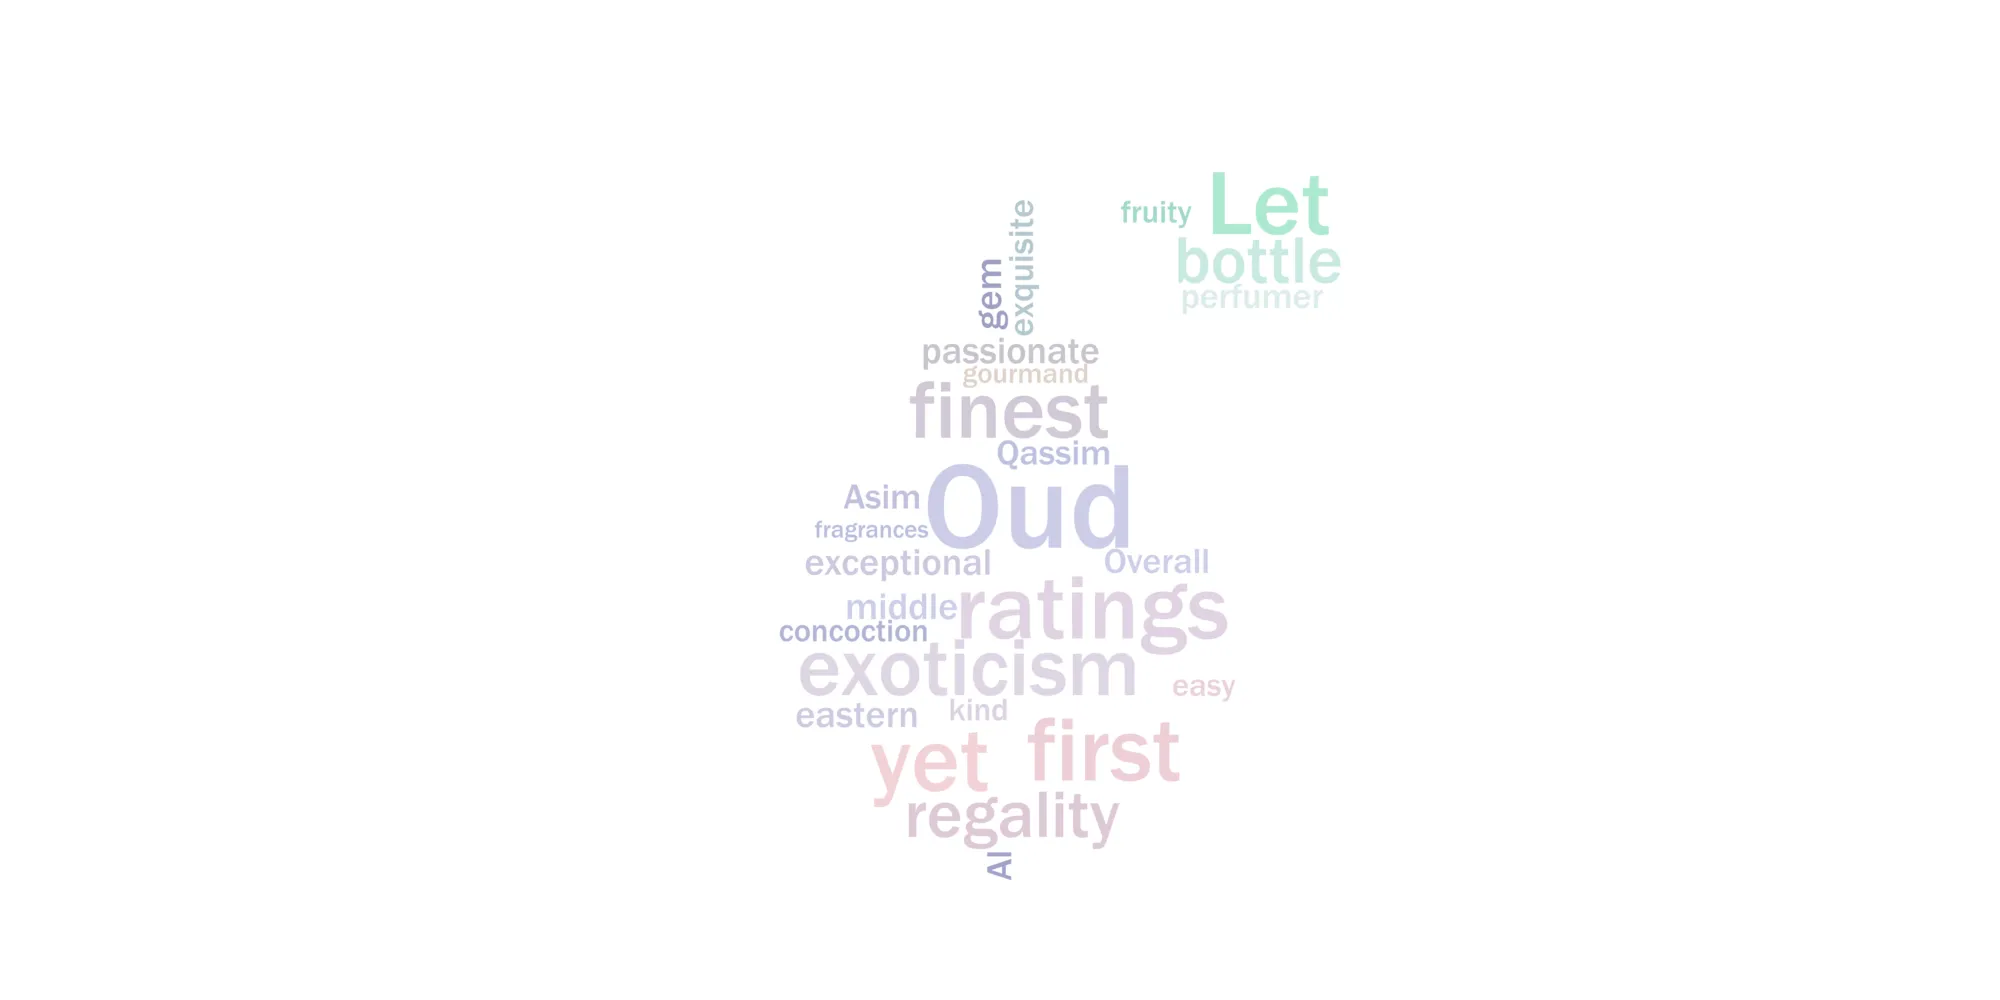 Let
fruity
bottle
perfumer
exquisite
gem
passionate
gourmand
finest
Qassim
Oud
Asim
fragrances
exceptional
Overall
ratings
middle
concoction
exoticism
easy
eastern
kind
yet
first
regality
Al